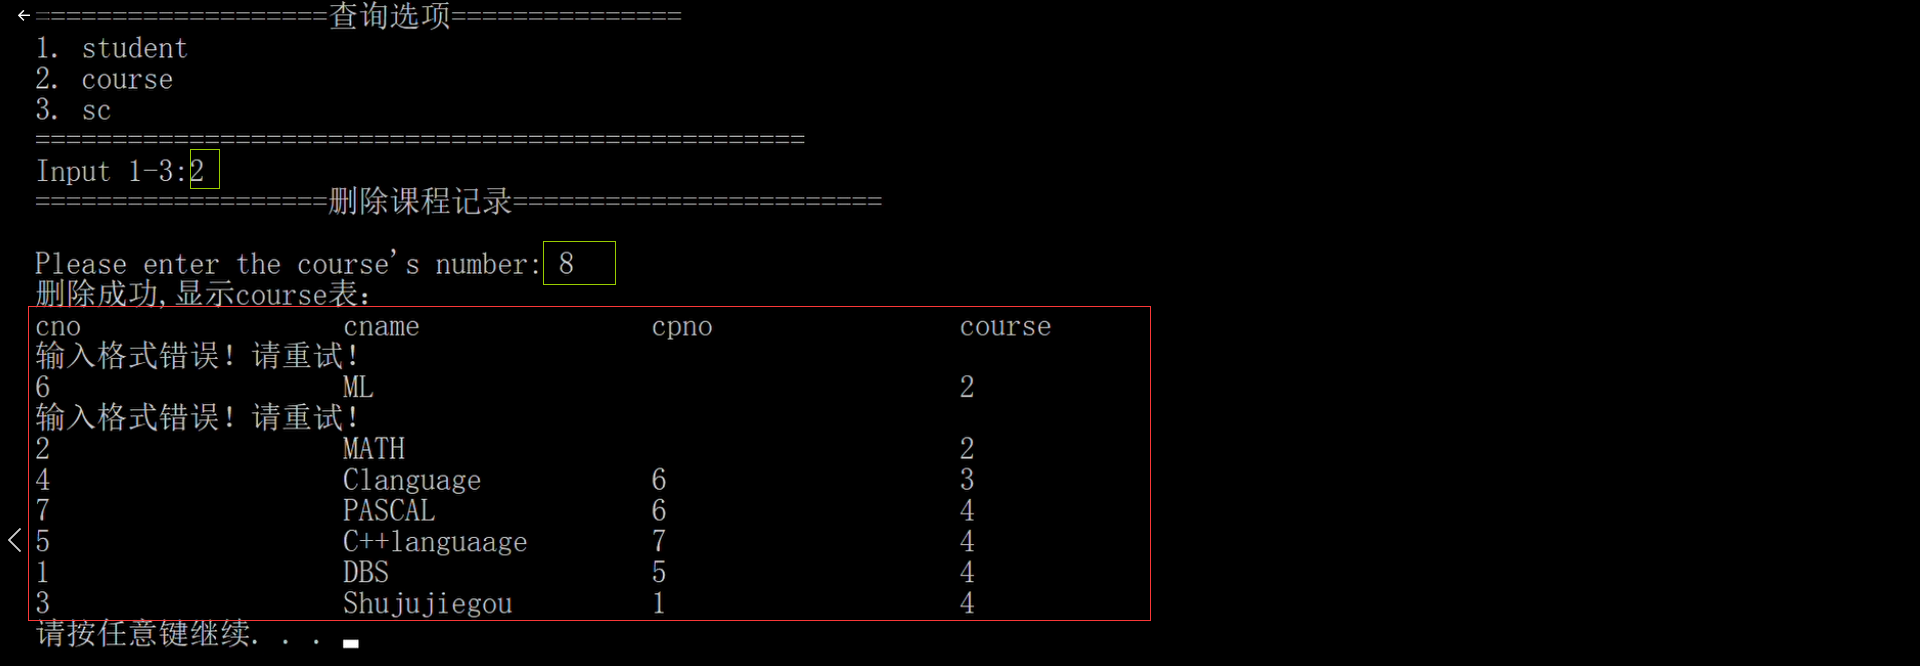 ===================查询选项===============
1. student
2. course
3. sc
==================================================
Input 1-3:2
===================删除课程记录========================
Please enter the course's number: 8
删除成功,显示course表：
cno cname cpno course
输入格式错误！请重试！
6 ML 2
输入格式错误！请重试！
2 MATH 2
4 Clanguage 6 3
7 PASCAL 6 4
5 C++languaage 7 4
1 DBS 5 4
3 Shujujiegou 1 4
请按任意键继续. . .